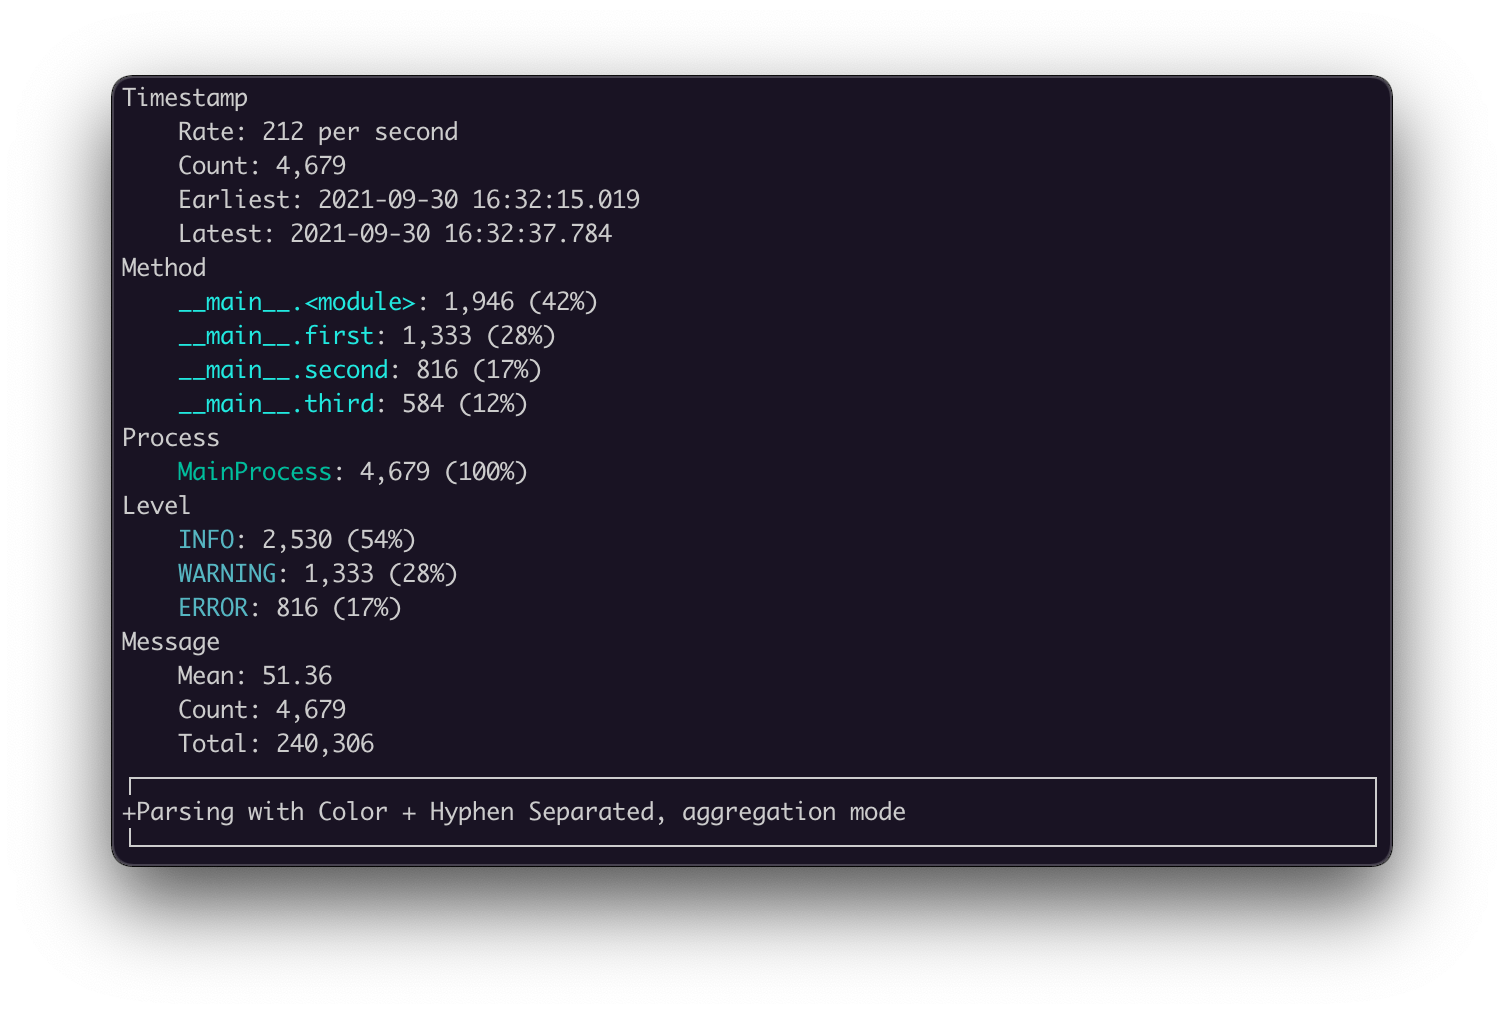 Timestamp
Rate: 212 per second
Count: 4,679
Earliest: 2021-09-30 16:32:15.019
Latest: 2021-09-30 16:32:37.784
Method
__main__.<module>: 1,946 (42%)
__main__.first: 1,333 (28%)
__main__.second: 816 (17%)
__main__.third: 584 (12%)
Process
MainProcess: 4,679 (100%)
Level
INFO: 2,530 (54%)
WARNING: 1,333 (28%)
ERROR: 816 (17%)
Message
Mean: 51.36
Count: 4,679
Total: 240,306
+Parsing with Color + Hyphen Separated, aggregation mode